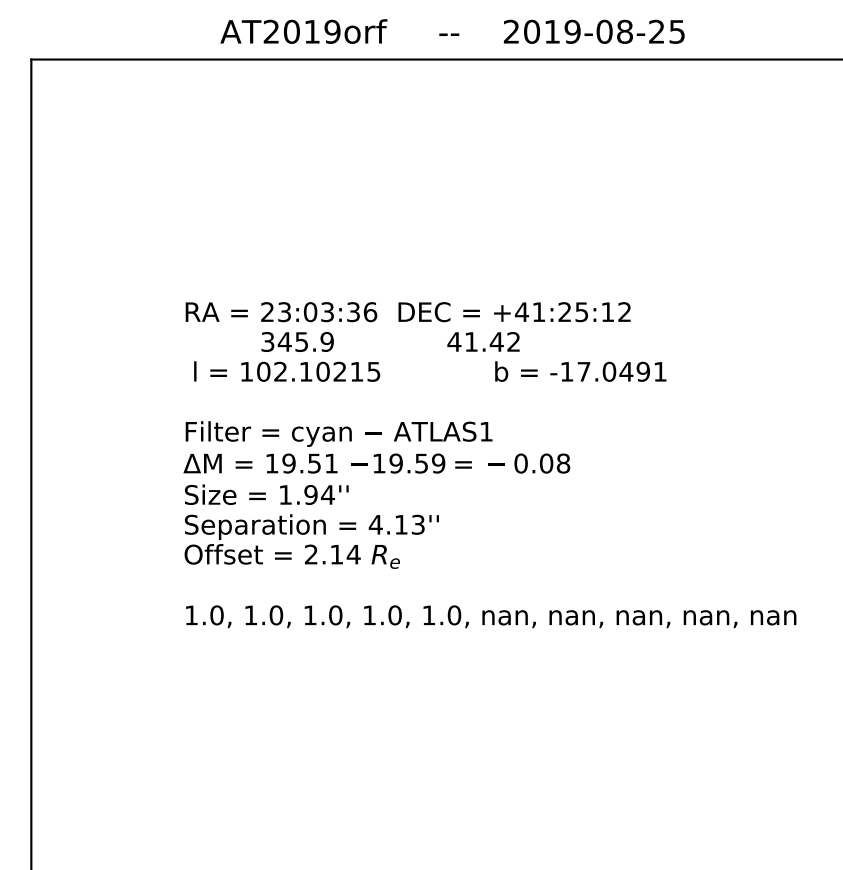 AT2019orf -- 2019-08-25
RA = 23:03:36 DEC = +41:25:12
345.9 41.42
l = 102.10215 b = -17.0491
Filter = cyan − ATLAS1
ΔM = 19.51 −19.59 = − 0.08
Size = 1.94''
Separation = 4.13''
Offset = 2.14 Re
1.0, 1.0, 1.0, 1.0, 1.0, nan, nan, nan, nan, nan